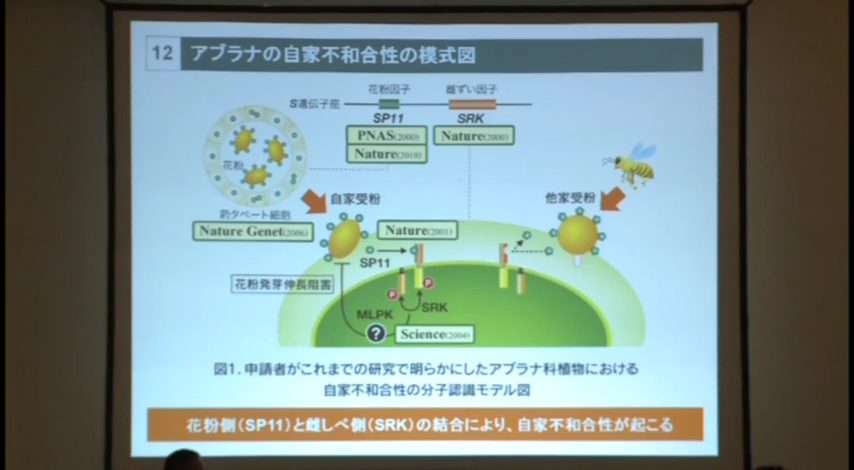 12 アブラナの自家不和合性の模式図
花粉因子 雌ずい因子
S遺伝子座
SP11 SRK
PNAS(2000) Nature(2000)
Nature(2010)
花粉
葯タペート細胞
Nature Genet(2006)
自家受粉
他家受粉
Nature(2001)
SP11
花粉発芽伸長阻害
P P
MLPK SRK
?
Science(2004)
図1. 申請者がこれまでの研究で明らかにしたアブラナ科植物における
自家不和合性の分子認識モデル図
花粉側(SP11)と雌しべ側(SRK)の結合により、自家不和合性が起こる